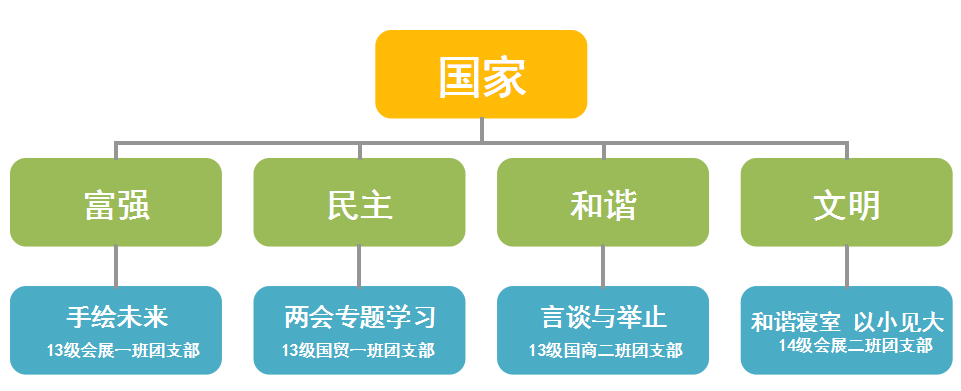 国家
富强
民主
和谐
文明
手绘未来
13级会展一班团支部
两会专题学习
13级国贸一班团支部
言谈与举止
13级国商二班团支部
和谐寝室 以小见大
14级会展二班团支部